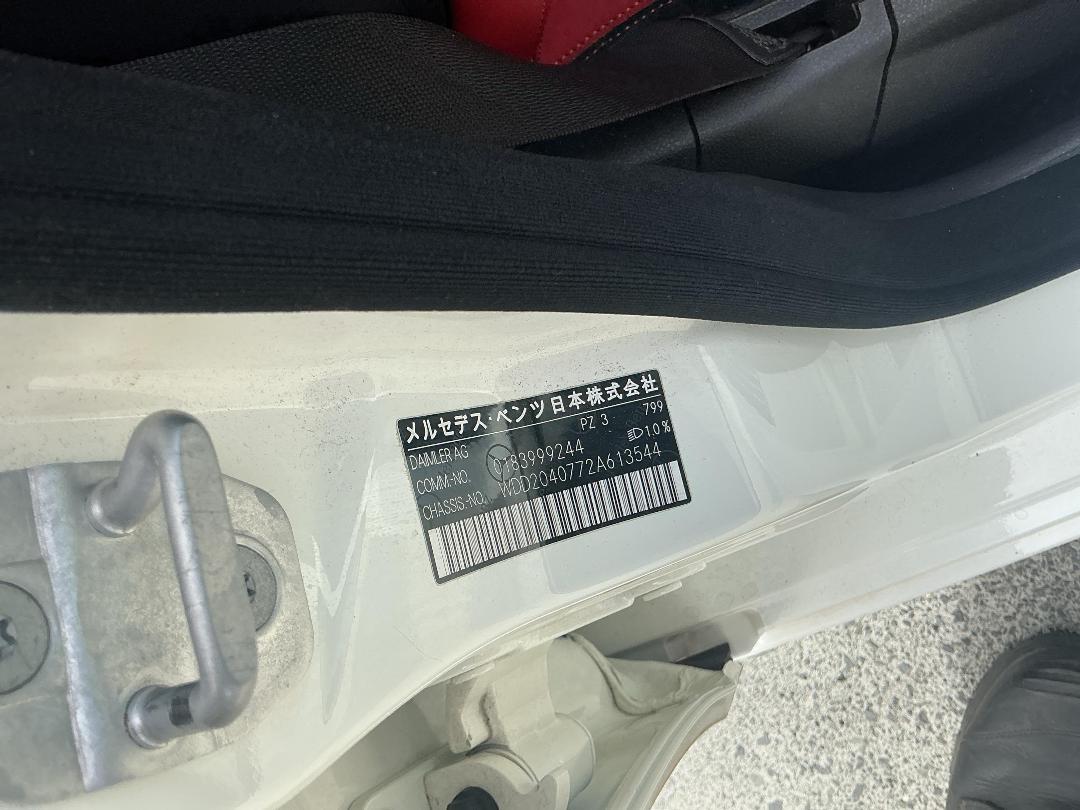 メルセデス・ベンツ日本株式会社
DAIMLER AG PZ 3 799
COMM.-NO. 0183999244 1.0 %
CHASSIS.-NO. WDD2040772A613544